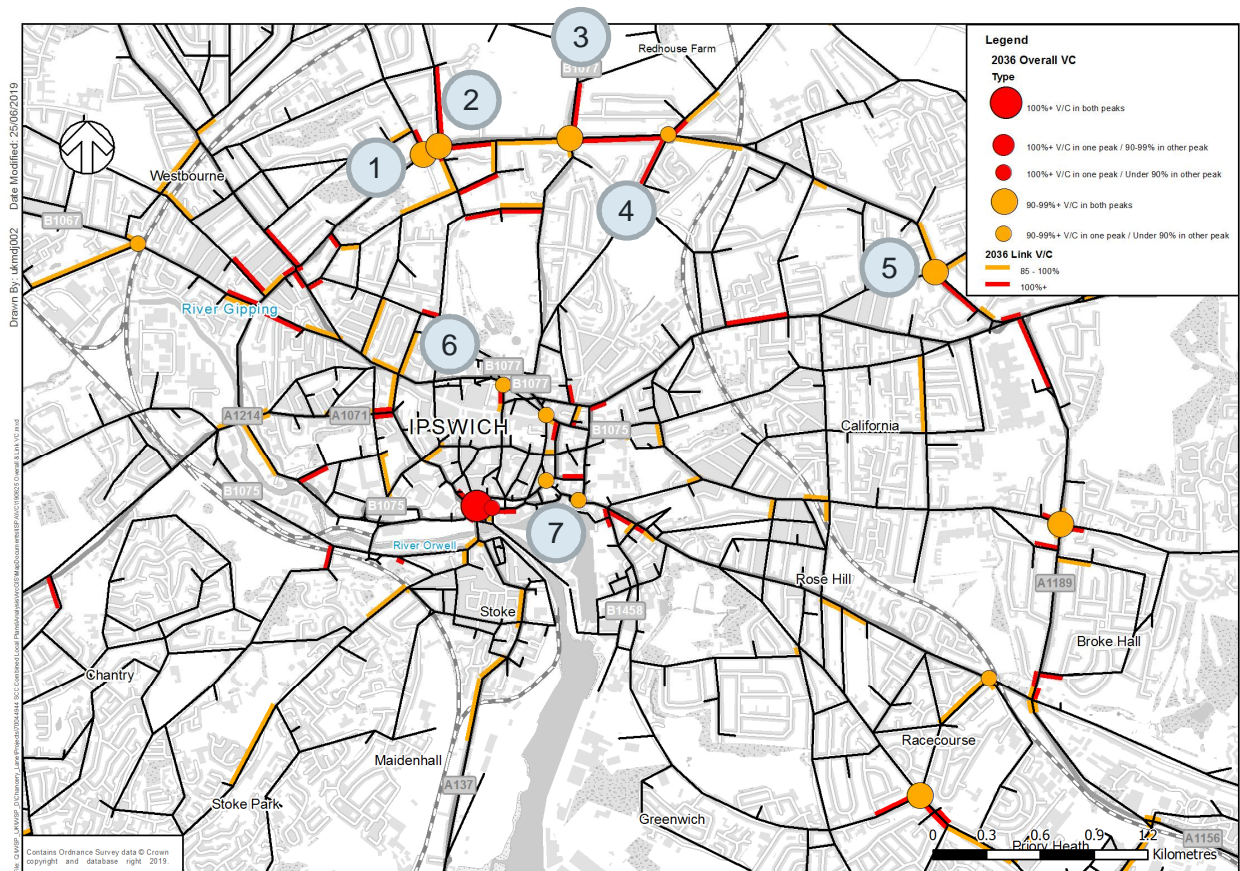 3
Redhouse Farm
B1077
2
1
Westbourne
B1067
4
5
River Gipping
6
B1077
B1077
A1214
A1071
IPSWICH
B1075
California
B1075
B1075
7
River Orwell
Rose Hill
A1189
Stoke
B1458
Broke Hall
Chantry
Racecourse
Maidenhall
A137
Stoke Park
Greenwich
Priory Heath
A1156
Legend
2036 Overall VC
Type
100%+ V/C in both peaks
100%+ V/C in one peak / 90-99% in other peak
100%+ V/C in one peak / Under 90% in other peak
90-99%+ V/C in both peaks
90-99%+ V/C in one peak / Under 90% in other peak
2036 Link V/C
85 - 100%
100%+
0 0.3 0.6 0.9 1.2
Kilometres
Contains Ordnance Survey data © Crown
copyright and database right 2019.
Drawn By: ukmdj002 Date Modified: 25/06/2019